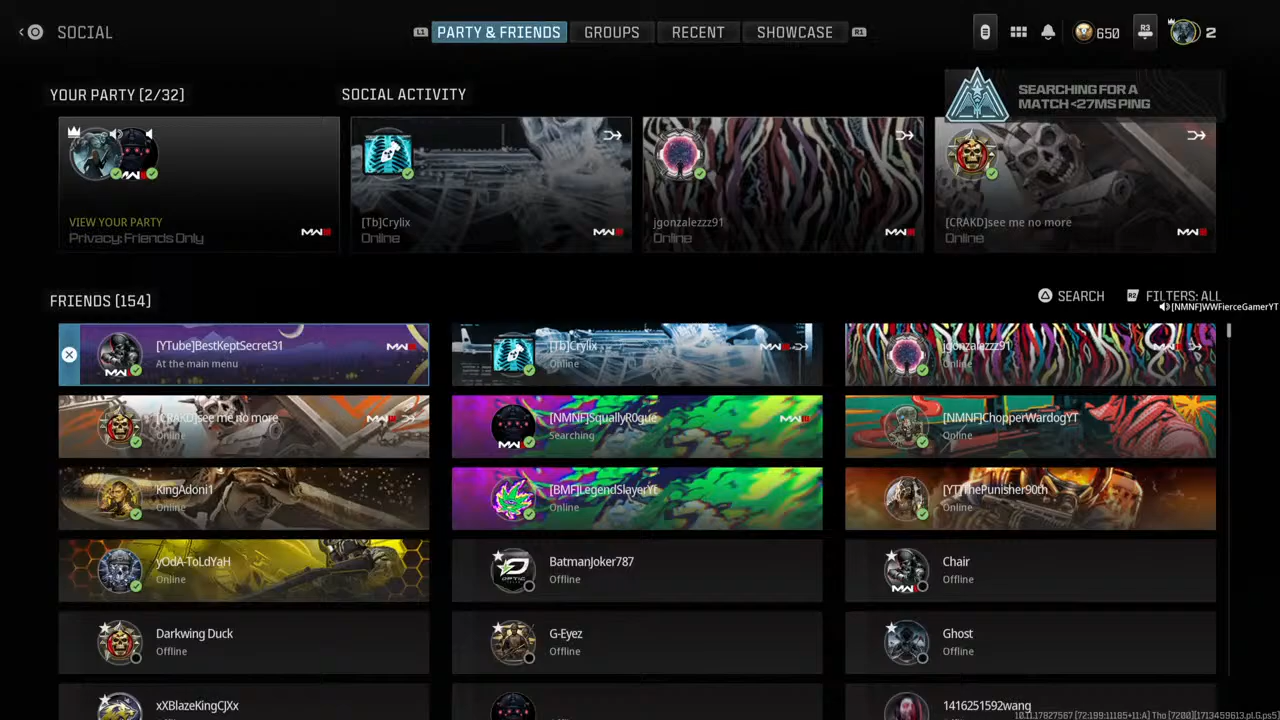 SOCIAL
L1 PARTY & FRIENDS GROUPS RECENT SHOWCASE R1
650
R3
2
SEARCHING FOR A
MATCH <27MS PING
YOUR PARTY [2/32]
SOCIAL ACTIVITY
VIEW YOUR PARTY
Privacy: Friends Only
[Tb]Crylix
Online
jgonzalezzz91
Online
[CRAKD]see me no more
Online
FRIENDS [154]
SEARCH
R2 FILTERS: ALL
[NMNF]WWFierceGamerYT
[YTube]BestKeptSecret31
At the main menu
[Tb]Crylix
Online
jgonzalezzz91
Online
[CRAKD]see me no more
Online
[NMNF]SquallyR0gue
Searching
[NMNF]ChopperWardogYT
Online
KingAdoni1
Online
[BMF]LegendSlayerYt
Online
[YT]ThePunisher90th
Online
yOdA-ToLdYaH
Online
BatmanJoker787
Offline
Chair
Offline
Darkwing Duck
Offline
G-Eyez
Offline
Ghost
Offline
xXBlazeKingCJXx
1416251592wang